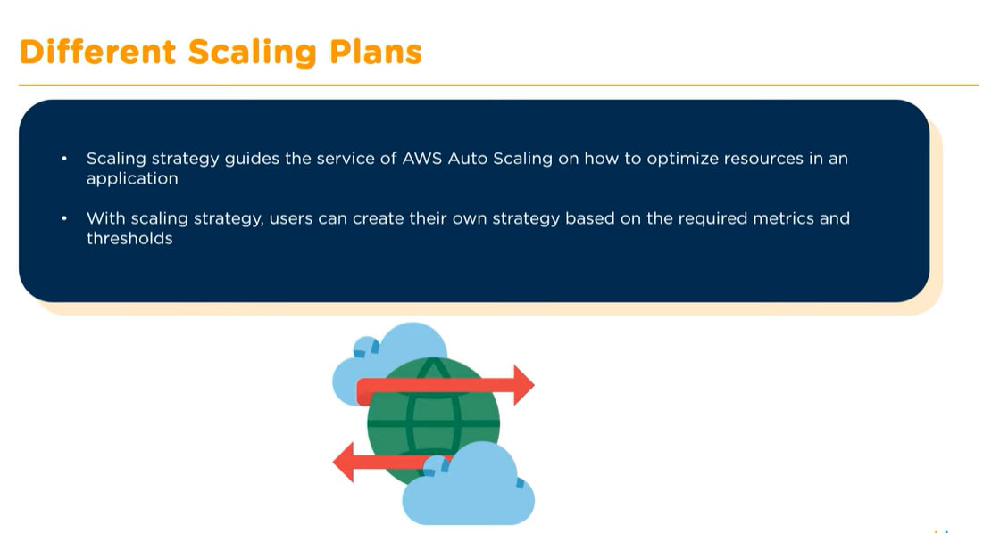 Different Scaling Plans
• Scaling strategy guides the service of AWS Auto Scaling on how to optimize resources in an
application
• With scaling strategy, users can create their own strategy based on the required metrics and
thresholds